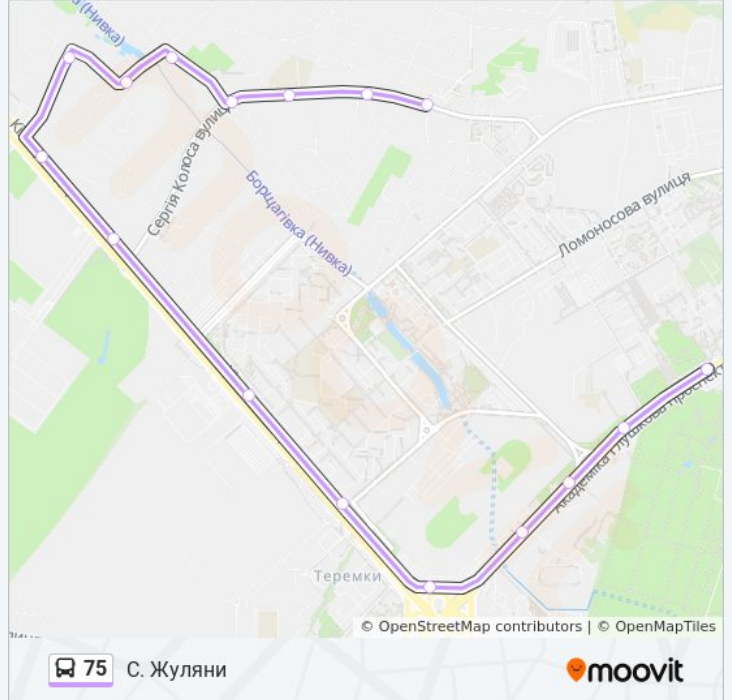 (Нивка)
Сергія Колоса вулиця
Борщагівка (Нивка)
Ломоносова вулиця
Академіка Глушкова проспект
Теремки
© OpenStreetMap contributors | © OpenMapTiles
75 С. Жуляни
moovit